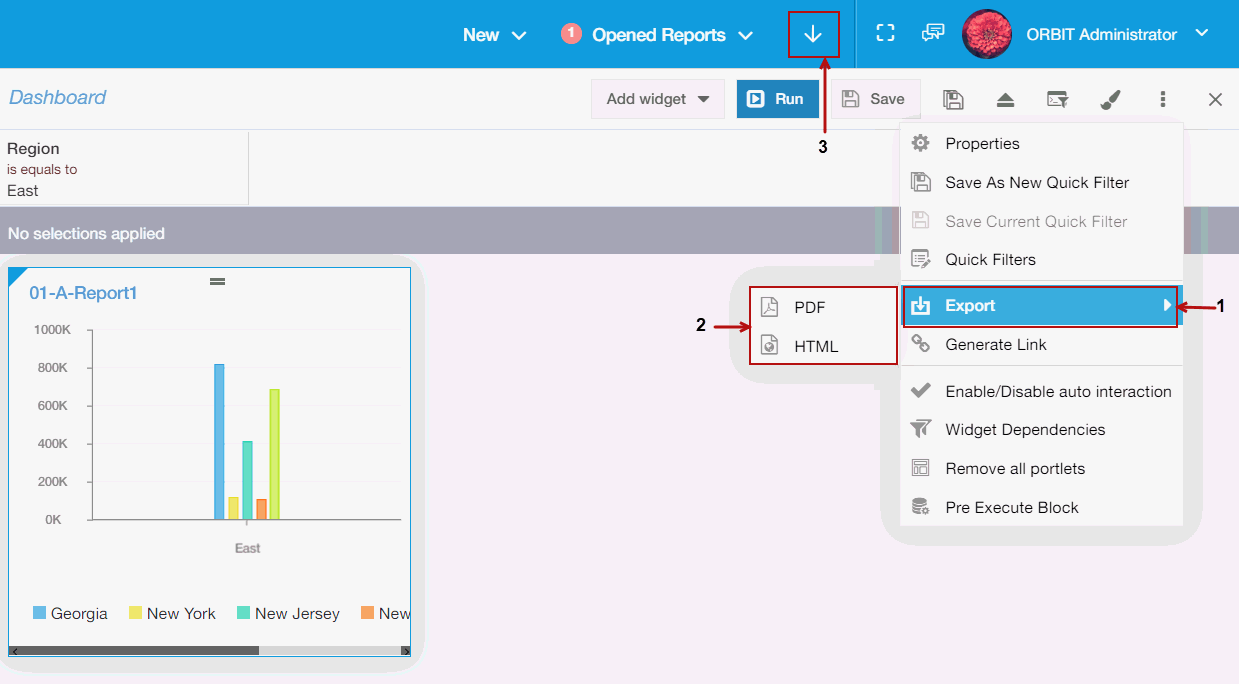 New
1
Opened Reports
ORBIT Administrator
Dashboard
Add widget
Run
Save
3
Region
is equals to
East
No selections applied
Properties
Save As New Quick Filter
Save Current Quick Filter
Quick Filters
Export
1
Generate Link
Enable/Disable auto interaction
Widget Dependencies
Remove all portlets
Pre Execute Block
2
PDF
HTML
01-A-Report1
1000K
800K
600K
400K
200K
0K
East
Georgia New York New Jersey New